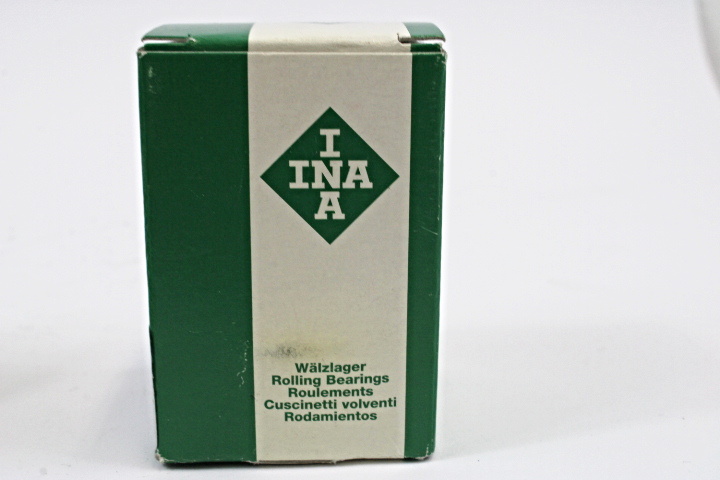 I
INA
A
Wälzlager
Rolling Bearings
Roulements
Cuscinetti volventi
Rodamientos